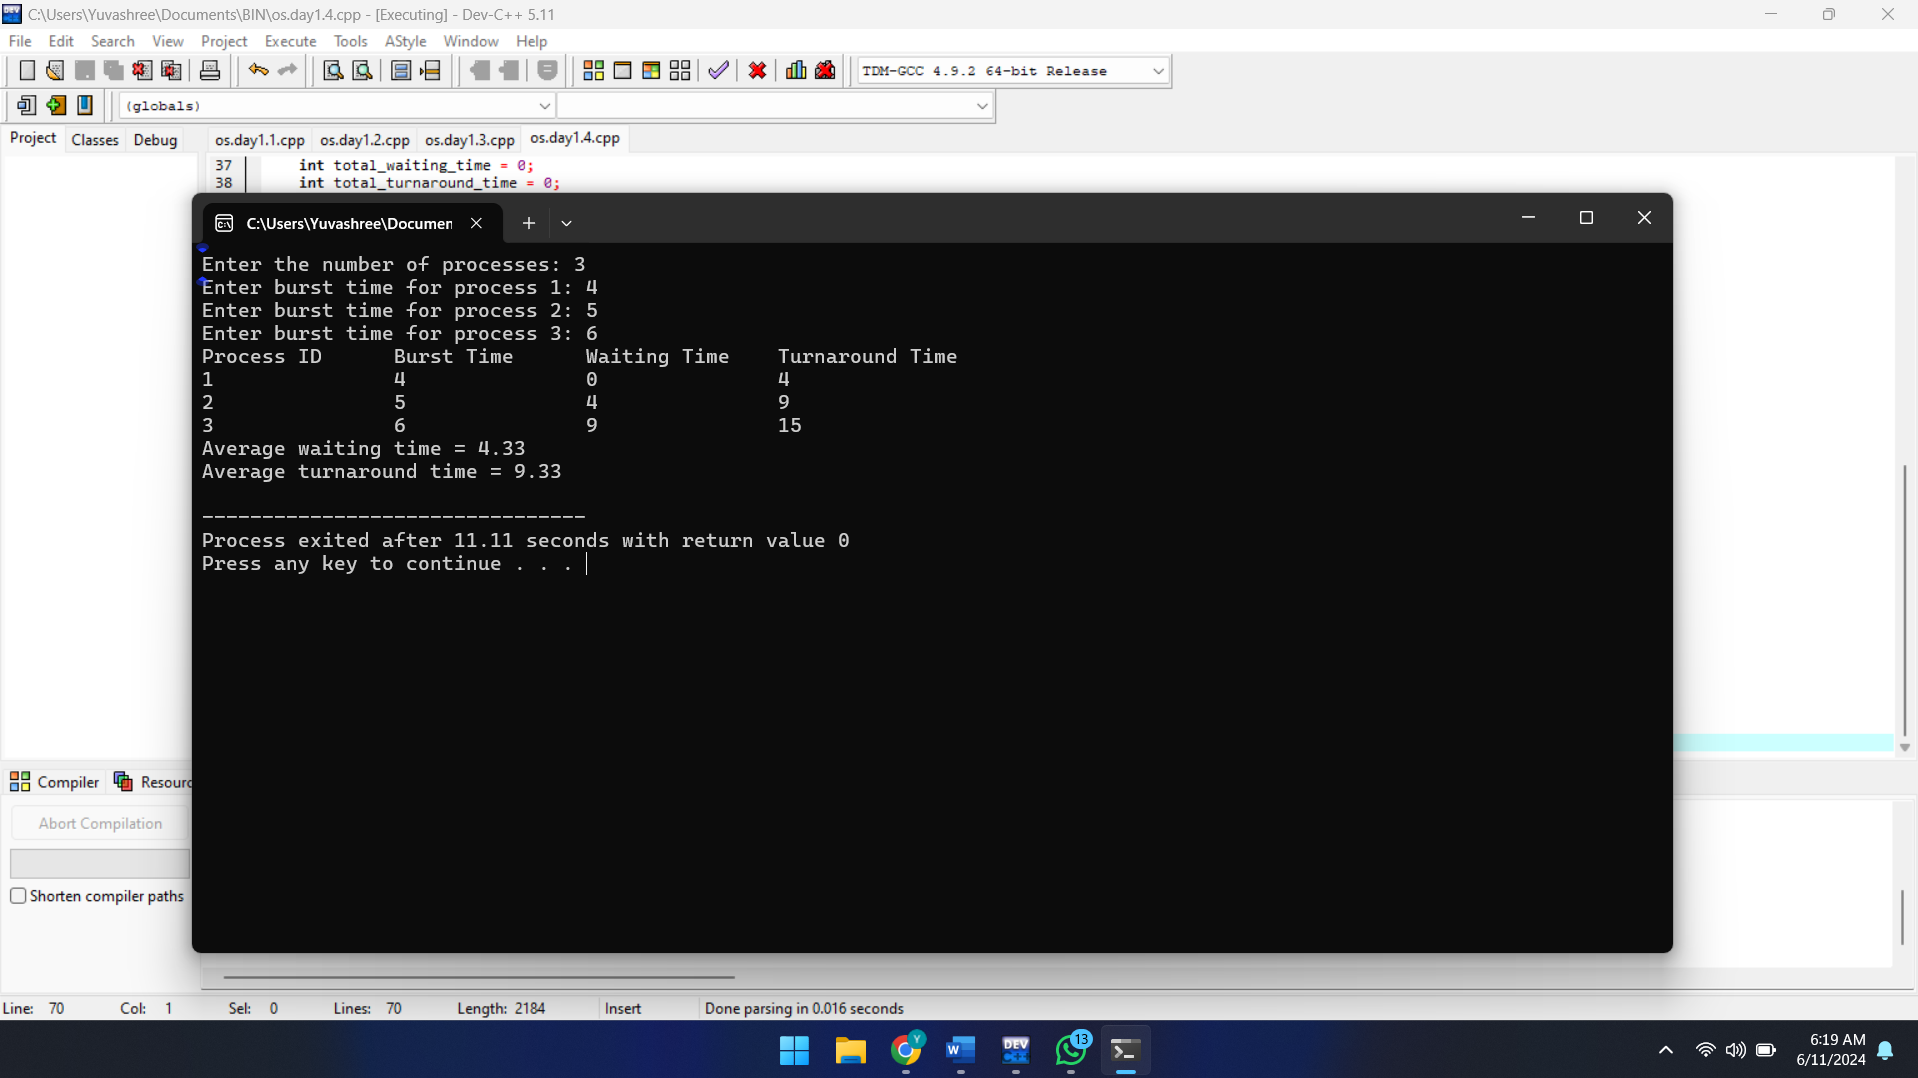 C:\Users\Yuvashree\Documents\BIN\os.day1.4.cpp - [Executing] - Dev-C++ 5.11
File Edit Search View Project Execute Tools AStyle Window Help
TDM-GCC 4.9.2 64-bit Release
(globals)
Project Classes Debug os.day1.1.cpp os.day1.2.cpp os.day1.3.cpp os.day1.4.cpp
37 int total_waiting_time = 0;
38 int total_turnaround_time = 0;
C:\Users\Yuvashree\Documen
Enter the number of processes: 3
Enter burst time for process 1: 4
Enter burst time for process 2: 5
Enter burst time for process 3: 6
Process ID Burst Time Waiting Time Turnaround Time
1 4 0 4
2 5 4 9
3 6 9 15
Average waiting time = 4.33
Average turnaround time = 9.33
--------------------------------
Process exited after 11.11 seconds with return value 0
Press any key to continue . . .
Compiler Resourc
Abort Compilation
Shorten compiler paths
Line: 70 Col: 1 Sel: 0 Lines: 70 Length: 2184 Insert Done parsing in 0.016 seconds
Y W DEV C++ 13
6:19 AM
6/11/2024